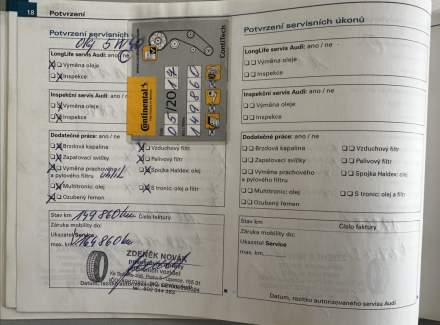 18 Potvrzení
Potvrzení servisních
Olej 5W40
LongLife servis Audi: ano
Výměna oleje
Inspekce
Inspekční servis Audi: ano / n
Výměna oleje
Inspekce
Dodatečné práce: ano / ne
Brzdová kapalina
Vzduchový filtr
Zapalovací svíčky
Palivový filtr
Výměna prachového
a pylového filtru
Spojka Haldex: olej
Multitronic: olej
S tronic: olej a filtr
Ozubený řemen
Stav km 149860km Číslo faktury
Záruka mobility do:
Ukazatel Service
max. km 164860km
ZDENĚK NOVÁK
Datum, razítko autorizovaného
ContiTech
Continental
05/2017
149860
Potvrzení servisních úkonů
LongLife servis Audi: ano / ne
Výměna oleje
Inspekce
Inspekční servis Audi: ano / ne
Výměna oleje
Inspekce
Dodatečné práce: ano / ne
Brzdová kapalina
Vzduchový filtr
Zapalovací svíčky
Palivový filtr
Výměna prachového
a pylového filtru
Spojka Haldex: olej
Multitronic: olej
S tronic: olej a filtr
Ozubený řemen
Stav km
Číslo faktury
Záruka mobility do:
Ukazatel Service
max. km
Datum, razítko autorizovaného servisu Audi